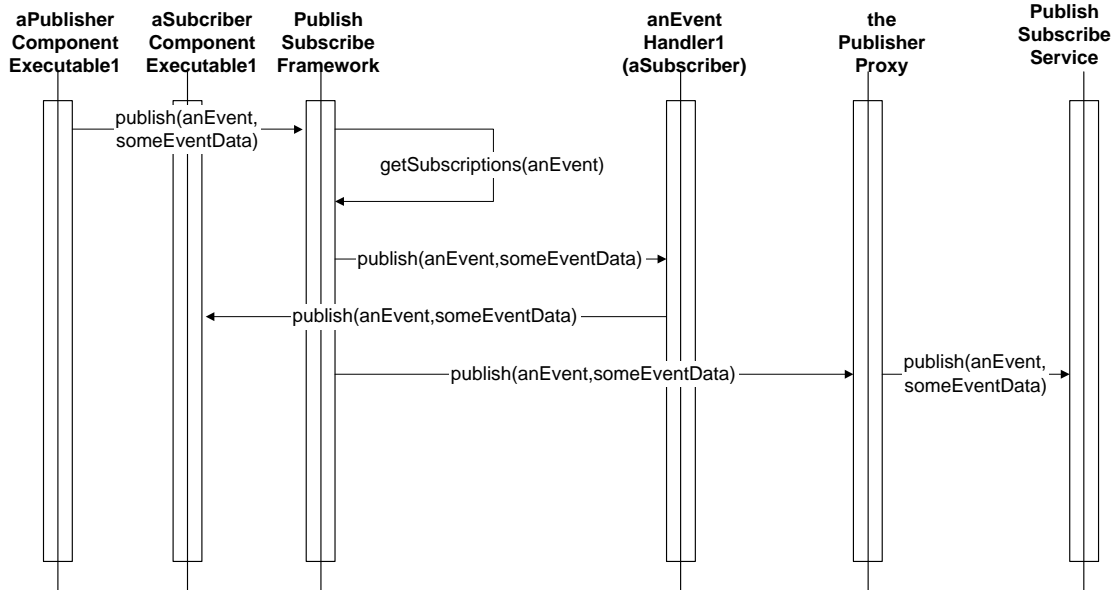 aPublisher
Component
Executable1
aSubcriber
Component
Executable1
Publish
Subscribe
Framework
anEvent
Handler1
(aSubscriber)
the
Publisher
Proxy
Publish
Subscribe
Service
publish(anEvent,
someEventData)
getSubscriptions(anEvent)
publish(anEvent,someEventData)
publish(anEvent,someEventData)
publish(anEvent,someEventData)
publish(anEvent,
someEventData)